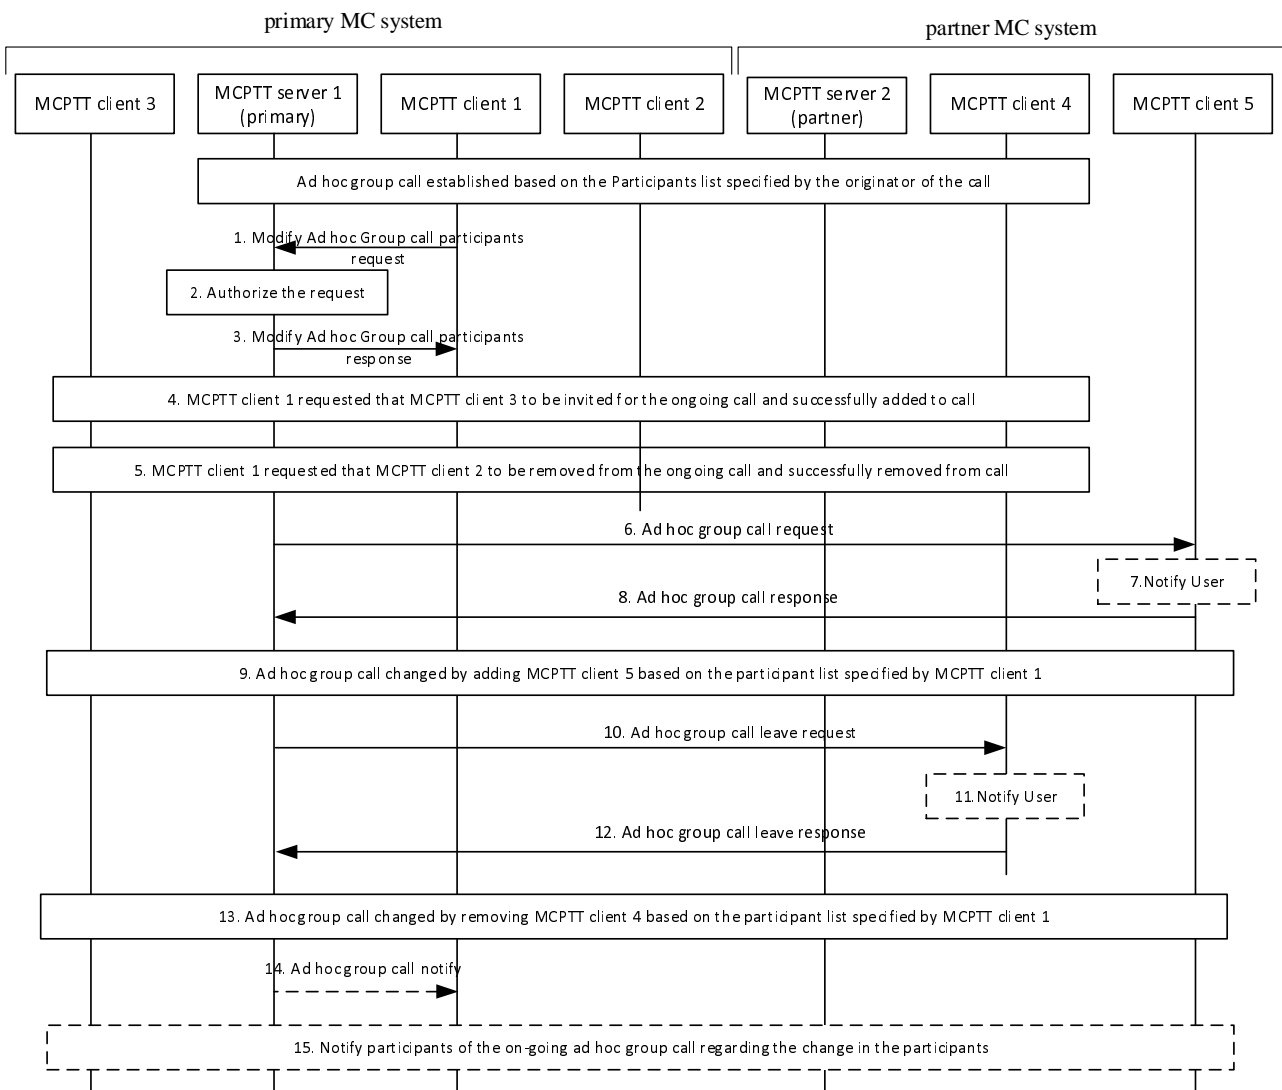 primary MC system
partner MC system
MCPTT client 3
MCPTT server 1
(primary)
MCPTT client 1
MCPTT client 2
MCPTT server 2
(partner)
MCPTT client 4
MCPTT client 5
Ad hoc group call established based on the Participants list specified by the originator of the call
1. Modify Ad hoc Group call participants
request
2. Authorize the request
3. Modify Ad hoc Group call participants
response
4. MCPTT client 1 requested that MCPTT client 3 to be invited for the ongoing call and successfully added to call
5. MCPTT client 1 requested that MCPTT client 2 to be removed from the ongoing call and successfully removed from call
6. Ad hoc group call request
7.Notify User
8. Ad hoc group call response
9. Ad hoc group call changed by adding MCPTT client 5 based on the participant list specified by MCPTT client 1
10. Ad hoc group call leave request
11.Notify User
12. Ad hoc group call leave response
13. Ad hoc group call changed by removing MCPTT client 4 based on the participant list specified by MCPTT client 1
14. Ad hoc group call notify
15. Notify participants of the on-going ad hoc group call regarding the change in the participants